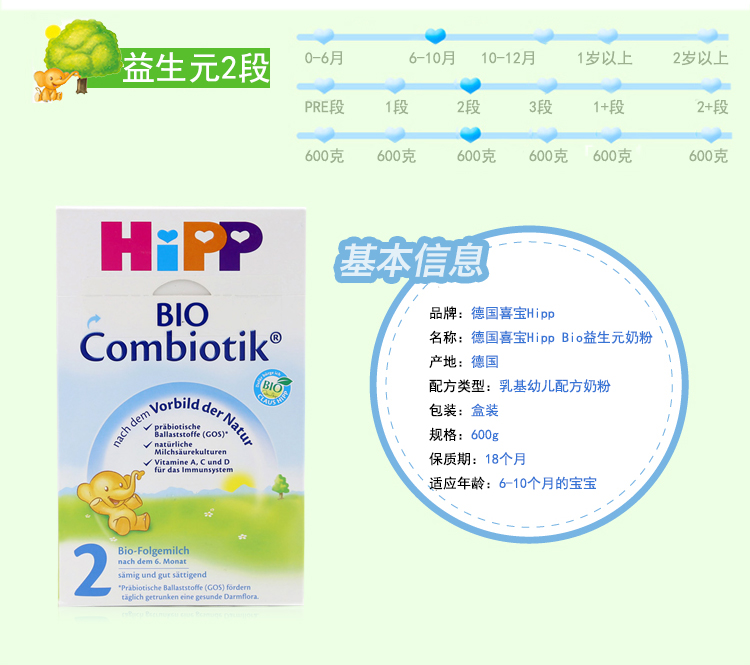 益生元2段
0-6月 6-10月 10-12月 1岁以上 2岁以上
PRE段 1段 2段 3段 1+段 2+段
600克 600克 600克 600克 600克 600克
HiPP
BIO
Combiotik®
nach dem Vorbild der Natur
BIO
CLAUS HIPP
präbiotische
Ballaststoffe (GOS)*
natürliche
Milchsäurekulturen
Vitamine A, C und D
für das Immunsystem
2
Bio-Folgemilch
nach dem 6. Monat
sämig und gut sättigend
*Präbiotische Ballaststoffe (GOS) fördern
täglich getrunken eine gesunde Darmflora.
基本信息
品牌：德国喜宝Hipp
名称：德国喜宝Hipp Bio益生元奶粉
产地：德国
配方类型：乳基幼儿配方奶粉
包装：盒装
规格：600g
保质期：18个月
适应年龄：6-10个月的宝宝